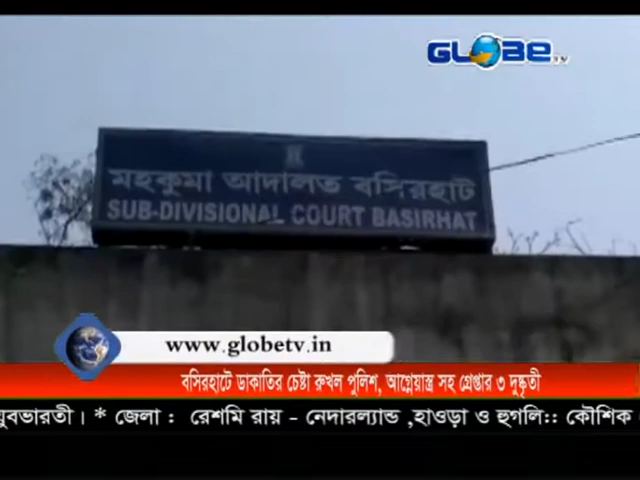 GLOBE TV
মহকুমা আদালত বসিরহাট
SUB-DIVISIONAL COURT BASIRHAT
www.globetv.in
বসিরহাটে ডাকাতির চেষ্টা রুখল পুলিশ, আগ্নেয়াস্ত্র সহ গ্রেপ্তার ৩ দুষ্কৃতী
যুবভারতী। * জেলা : রেশমি রায় - নেদারল্যান্ড ,হাওড়া ও হুগলি:: কৌশিক